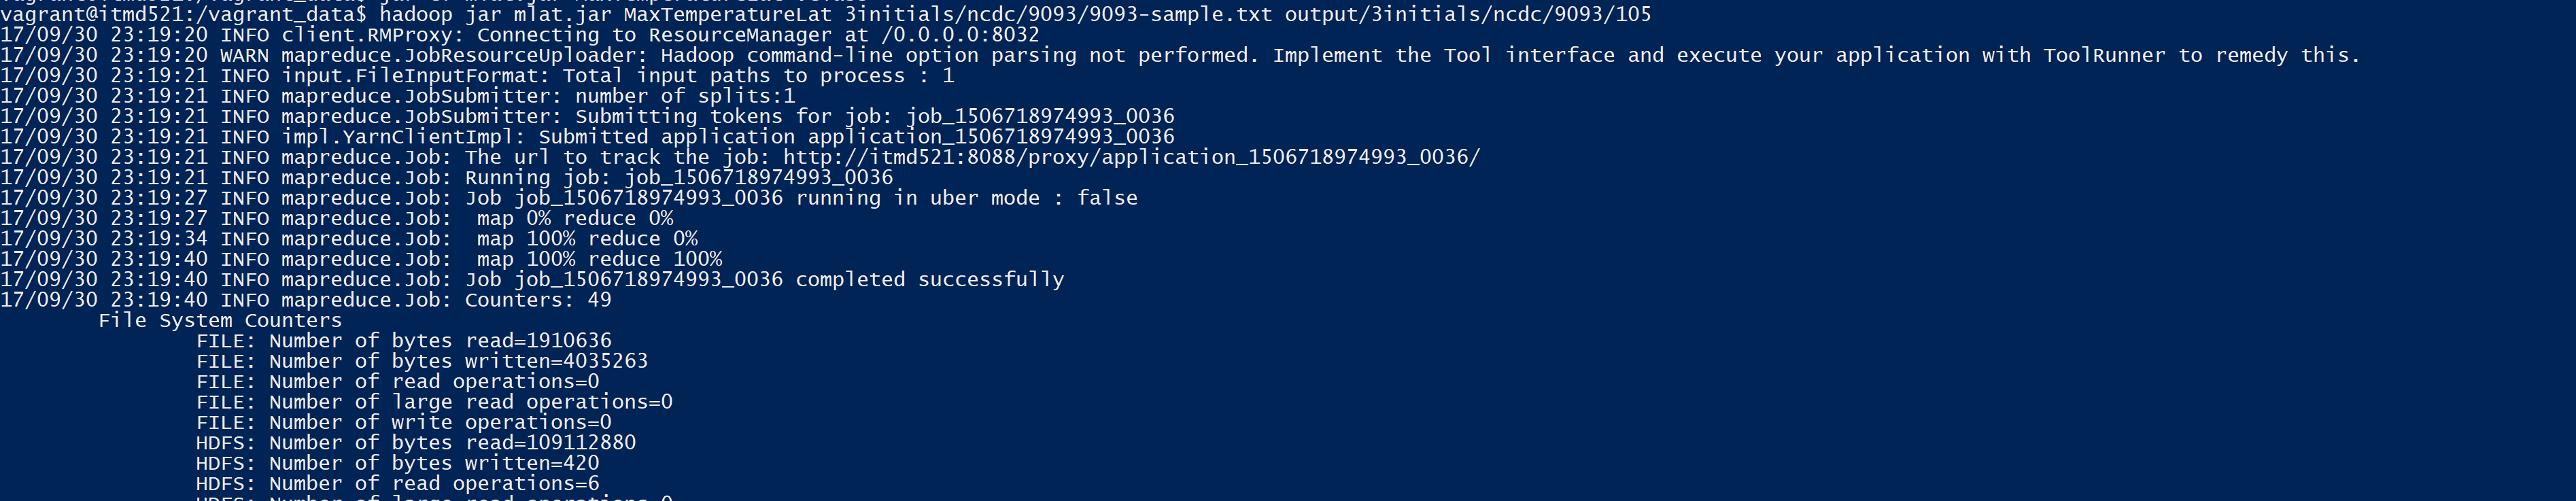 vagrant@itmd521:/vagrant_data$ hadoop jar mlat.jar MaxTemperatureLat 3initials/ncdc/9093/9093-sample.txt output/3initials/ncdc/9093/105
17/09/30 23:19:20 INFO client.RMProxy: Connecting to ResourceManager at /0.0.0.0:8032
17/09/30 23:19:20 WARN mapreduce.JobResourceUploader: Hadoop command-line option parsing not performed. Implement the Tool interface and execute your application with ToolRunner to remedy this.
17/09/30 23:19:21 INFO input.FileInputFormat: Total input paths to process : 1
17/09/30 23:19:21 INFO mapreduce.JobSubmitter: number of splits:1
17/09/30 23:19:21 INFO mapreduce.JobSubmitter: Submitting tokens for job: job_1506718974993_0036
17/09/30 23:19:21 INFO impl.YarnClientImpl: Submitted application application_1506718974993_0036
17/09/30 23:19:21 INFO mapreduce.Job: The url to track the job: http://itmd521:8088/proxy/application_1506718974993_0036/
17/09/30 23:19:21 INFO mapreduce.Job: Running job: job_1506718974993_0036
17/09/30 23:19:27 INFO mapreduce.Job: Job job_1506718974993_0036 running in uber mode : false
17/09/30 23:19:27 INFO mapreduce.Job:  map 0% reduce 0%
17/09/30 23:19:34 INFO mapreduce.Job:  map 100% reduce 0%
17/09/30 23:19:40 INFO mapreduce.Job:  map 100% reduce 100%
17/09/30 23:19:40 INFO mapreduce.Job: Job job_1506718974993_0036 completed successfully
17/09/30 23:19:40 INFO mapreduce.Job: Counters: 49
File System Counters
FILE: Number of bytes read=1910636
FILE: Number of bytes written=4035263
FILE: Number of read operations=0
FILE: Number of large read operations=0
FILE: Number of write operations=0
HDFS: Number of bytes read=109112880
HDFS: Number of bytes written=420
HDFS: Number of read operations=6
HDFS: Number of large read operations=0